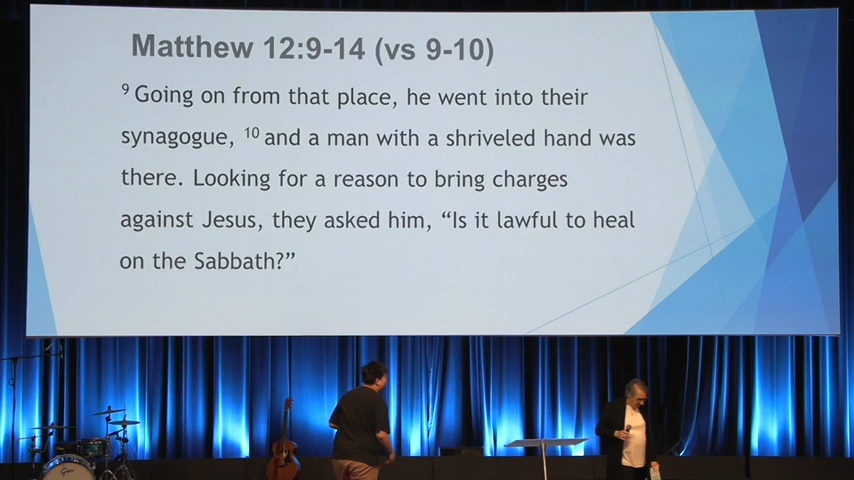 Matthew 12:9-14 (vs 9-10)
⁹ Going on from that place, he went into their
synagogue, ¹⁰ and a man with a shriveled hand was
there. Looking for a reason to bring charges
against Jesus, they asked him, “Is it lawful to heal
on the Sabbath?”